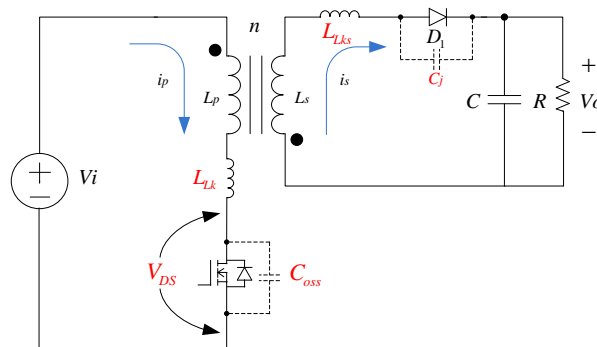 n
L_Lks
D_1
C_j
i_p
L_p
L_s
i_s
C
R
+
Vo
−
Vi
+
−
L_Lk
V_DS
C_oss